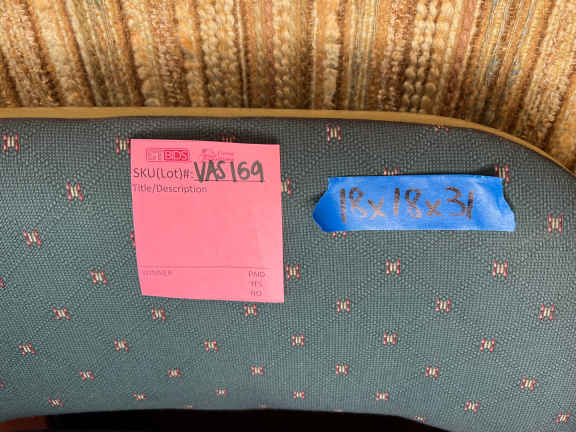 BIDS
SKU(Lot)#: VAS169
Title/Description
18x18x31
WINNER
PAID
YES
NO